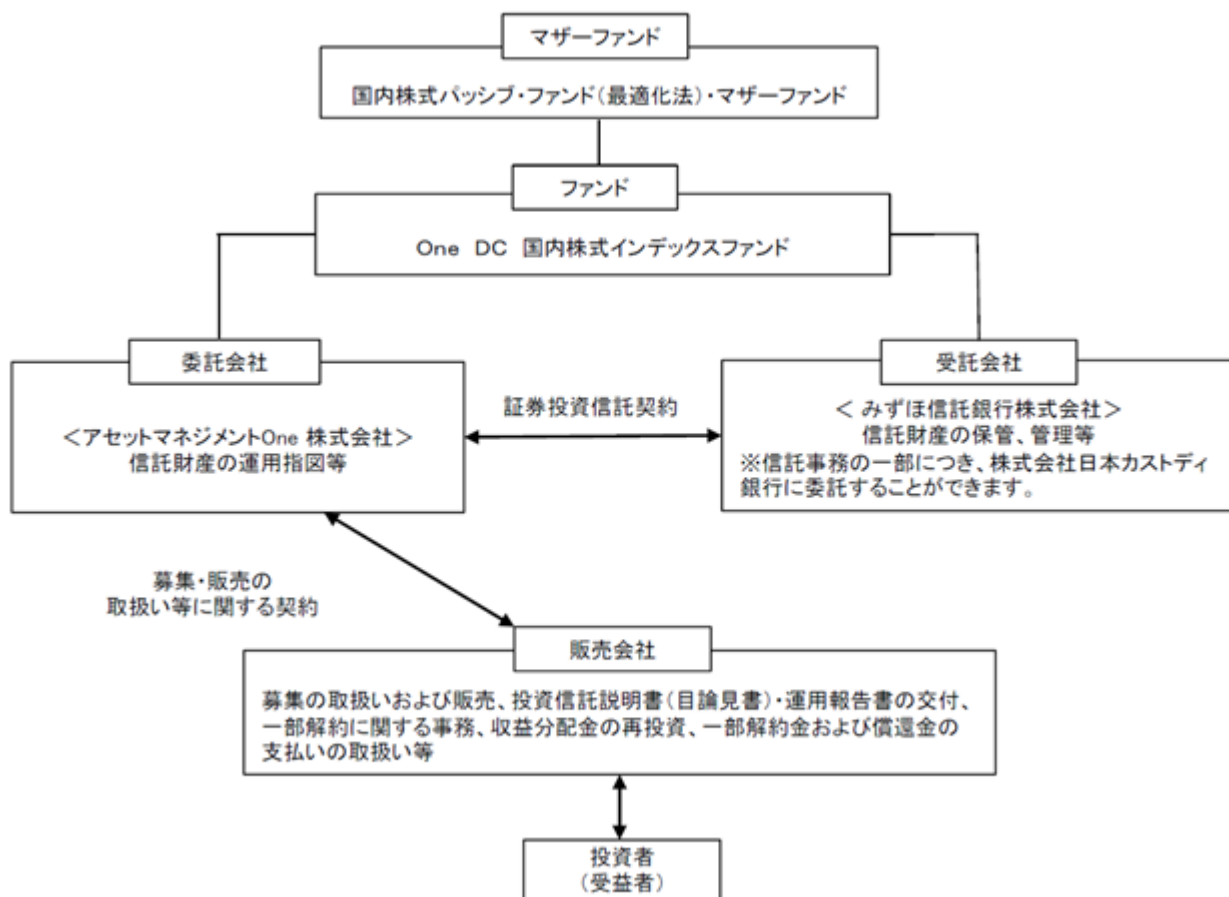 マザーファンド
国内株式パッシブ・ファンド(最適化法)・マザーファンド
ファンド
One DC 国内株式インデックスファンド
委託会社
<アセットマネジメントOne 株式会社>
信託財産の運用指図等
証券投資信託契約
受託会社
< みずほ信託銀行株式会社>
信託財産の保管、管理等
※信託事務の一部につき、株式会社日本カストディ
銀行に委託することができます。
募集・販売の
取扱い等に関する契約
販売会社
募集の取扱いおよび販売、投資信託説明書(目論見書)・運用報告書の交付、
一部解約に関する事務、収益分配金の再投資、一部解約金および償還金の
支払いの取扱い等
投資者
(受益者)